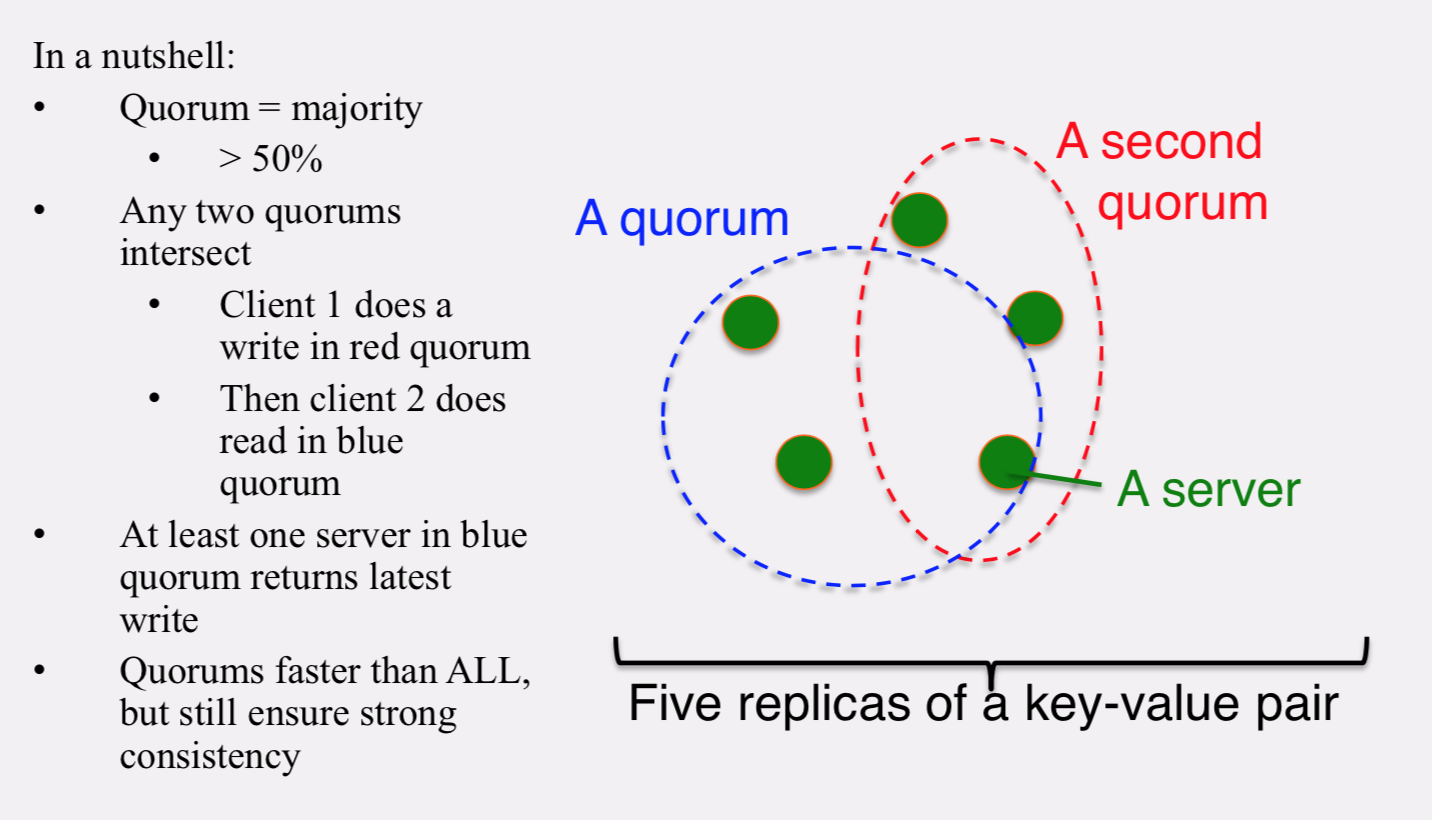 In a nutshell:
• Quorum = majority
• > 50%
• Any two quorums
intersect
• Client 1 does a
write in red quorum
• Then client 2 does
read in blue
quorum
• At least one server in blue
quorum returns latest
write
• Quorums faster than ALL,
but still ensure strong
consistency
A second
quorum
A quorum
A server
Five replicas of a key-value pair